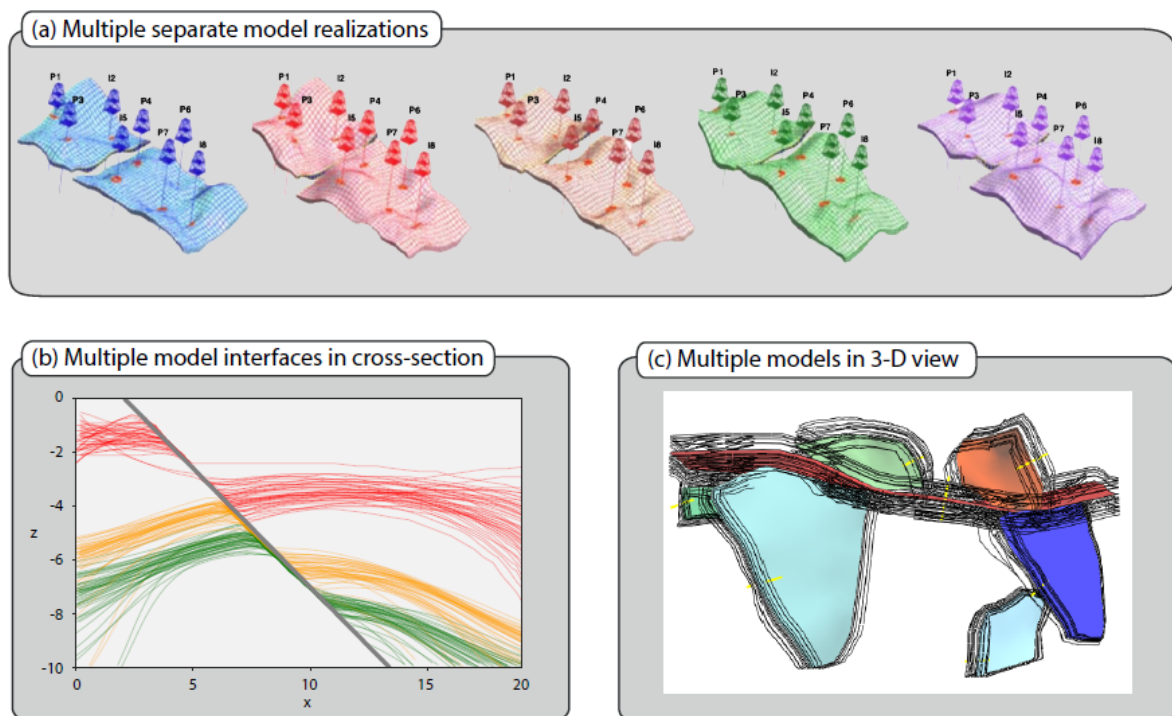 (a) Multiple separate model realizations
P1 I2 P3 P4 I5 P6 P7 I8
P1 I2 P3 P4 I5 P6 P7 I8
P1 I2 P3 P4 I5 P6 P7 I8
P1 I2 P3 P4 I5 P6 P7 I8
P1 I2 P3 P4 I5 P6 P7 I8
(b) Multiple model interfaces in cross-section
0
-2
-4
z
-6
-8
-10
0 5 10 15 20
x
(c) Multiple models in 3-D view